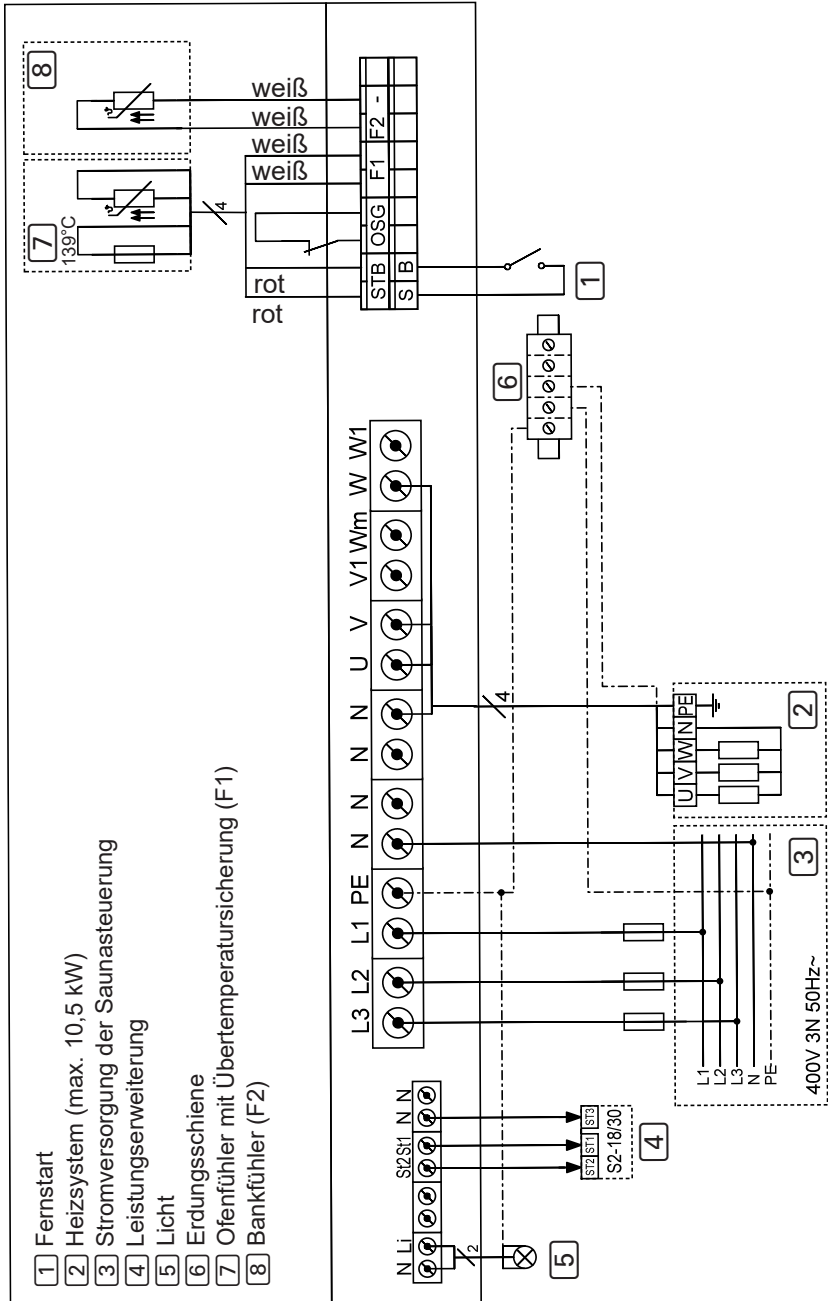 1 Fernstart
2 Heizsystem (max. 10,5 kW)
3 Stromversorgung der Saunasteuerung
4 Leistungserweiterung
5 Licht
6 Erdungsschiene
7 Ofenfühler mit Übertemperatursicherung (F1)
8 Bankfühler (F2)
N Li St2 St1 N N
L3 L2 L1 PE N N N N U V V1 Wm W W1
rot
rot
weiß
weiß
weiß
weiß
STB OSG F1 F2 -
S B
7
139°C
4
8
2
5
ST2 ST1 ST3
S2-18/30
4
L1
L2
L3
N
PE
400V 3N 50Hz~
3
4
U V W N PE
2
6
1